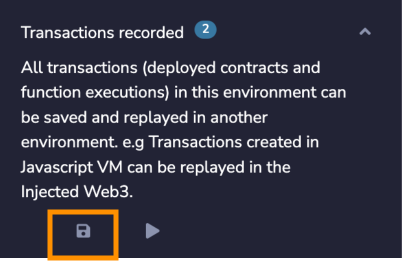 Transactions recorded 2
All transactions (deployed contracts and
function executions) in this environment can
be saved and replayed in another
environment. e.g Transactions created in
Javascript VM can be replayed in the
Injected Web3.